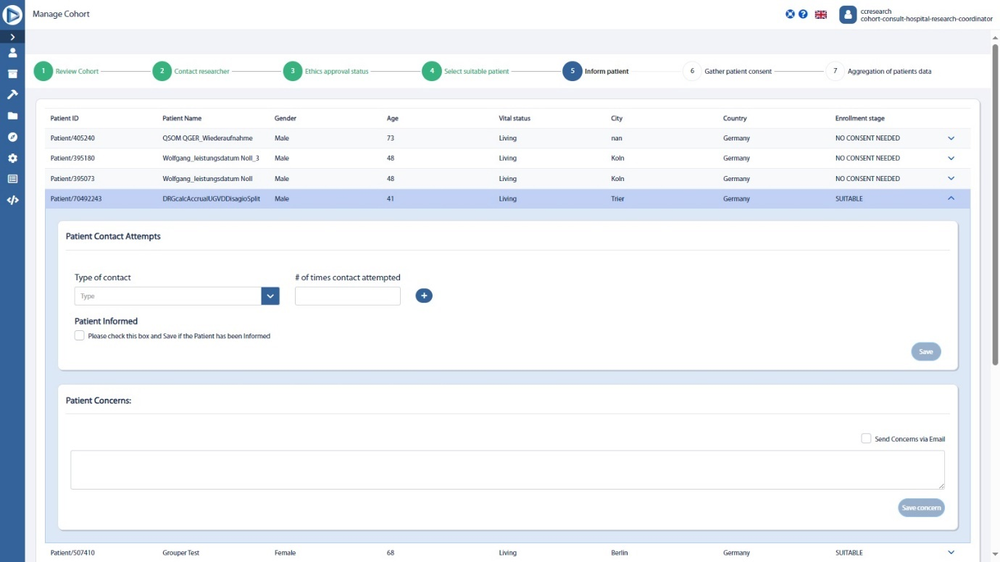 Manage Cohort
ccresearch
cohort-consult-hospital-research-coordinator
1 Review Cohort 2 Contact researcher 3 Ethics approval status 4 Select suitable patient 5 Inform patient 6 Gather patient consent 7 Aggregation of patients data
Patient ID Patient Name Gender Age Vital status City Country Enrollment stage
Patient/405240 QSOM QGER_Wiederaufnahme Male 73 Living nan Germany NO CONSENT NEEDED
Patient/395180 Wolfgang_leistungsdatum Noll_3 Male 48 Living Koln Germany NO CONSENT NEEDED
Patient/395073 Wolfgang_leistungsdatum Noll Male 48 Living Koln Germany NO CONSENT NEEDED
Patient/70492243 DRGcalcAccrualUGVDDisagioSplit Male 41 Living Trier Germany SUITABLE
Patient Contact Attempts
Type of contact # of times contact attempted
Type
Patient Informed
Please check this box and Save if the Patient has been Informed
Save
Patient Concerns:
Send Concerns via Email
Save concern
Patient/507410 Grouper Test Female 68 Living Berlin Germany SUITABLE